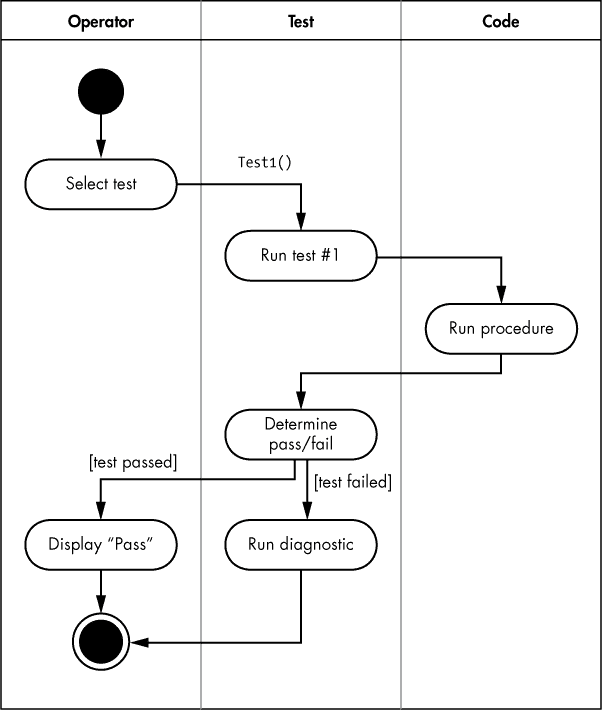 Operator
Test
Code
Test1()
Select test
Run test #1
Run procedure
Determine
pass/fail
[test passed]
[test failed]
Display “Pass”
Run diagnostic